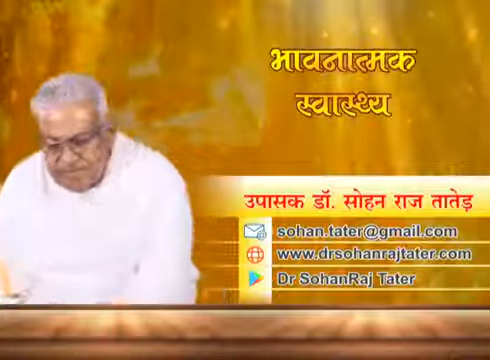 भावनात्मक
स्वास्थ्य
उपासक डॉ. सोहन राज तातेड़
sohan.tater@gmail.com
www.drsohanrajtater.com
Dr SohanRaj Tater